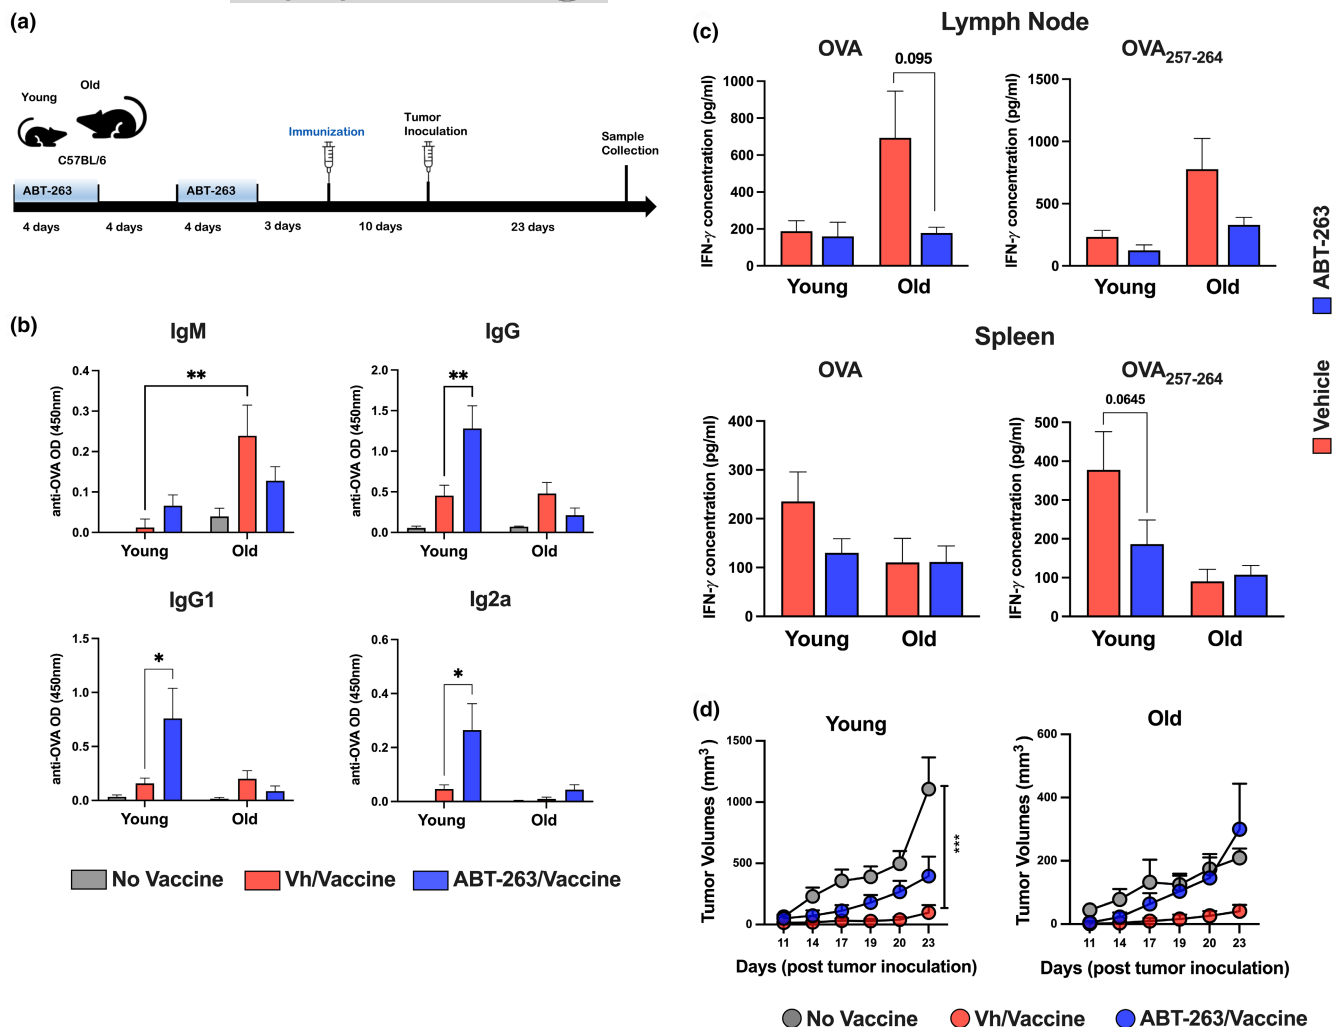 (a)
Young
Old
C57BL/6
Immunization
Tumor
Inoculation
Sample
Collection
ABT-263
ABT-263
4 days
4 days
4 days
3 days
10 days
23 days
(b)
IgM
anti-OVA OD (450nm)
0.4
0.3
0.2
0.1
0.0
**
Young
Old
IgG
anti-OVA OD (450nm)
2.0
1.5
1.0
0.5
0.0
**
Young
Old
IgG1
anti-OVA OD (450nm)
1.5
1.0
0.5
0.0
*
Young
Old
Ig2a
anti-OVA OD (450nm)
0.6
0.4
0.2
0.0
*
Young
Old
No Vaccine
Vh/Vaccine
ABT-263/Vaccine
(c)
Lymph Node
OVA
IFN-γ concentration (pg/ml)
1000
800
600
400
200
0
0.095
Young
Old
OVA257-264
IFN-γ concentration (pg/ml)
1500
1000
500
0
Young
Old
Spleen
OVA
IFN-γ concentration (pg/ml)
400
300
200
100
0
Young
Old
OVA257-264
IFN-γ concentration (pg/ml)
500
400
300
200
100
0
0.0645
Young
Old
ABT-263
Vehicle
(d)
Young
Tumor Volumes (mm3 )
1500
1000
500
0
***
11 14 17 19 20 23
Days (post tumor inoculation)
Old
Tumor Volumes (mm3 )
600
400
200
0
11 14 17 19 20 23
Days (post tumor inoculation)
No Vaccine
Vh/Vaccine
ABT-263/Vaccine